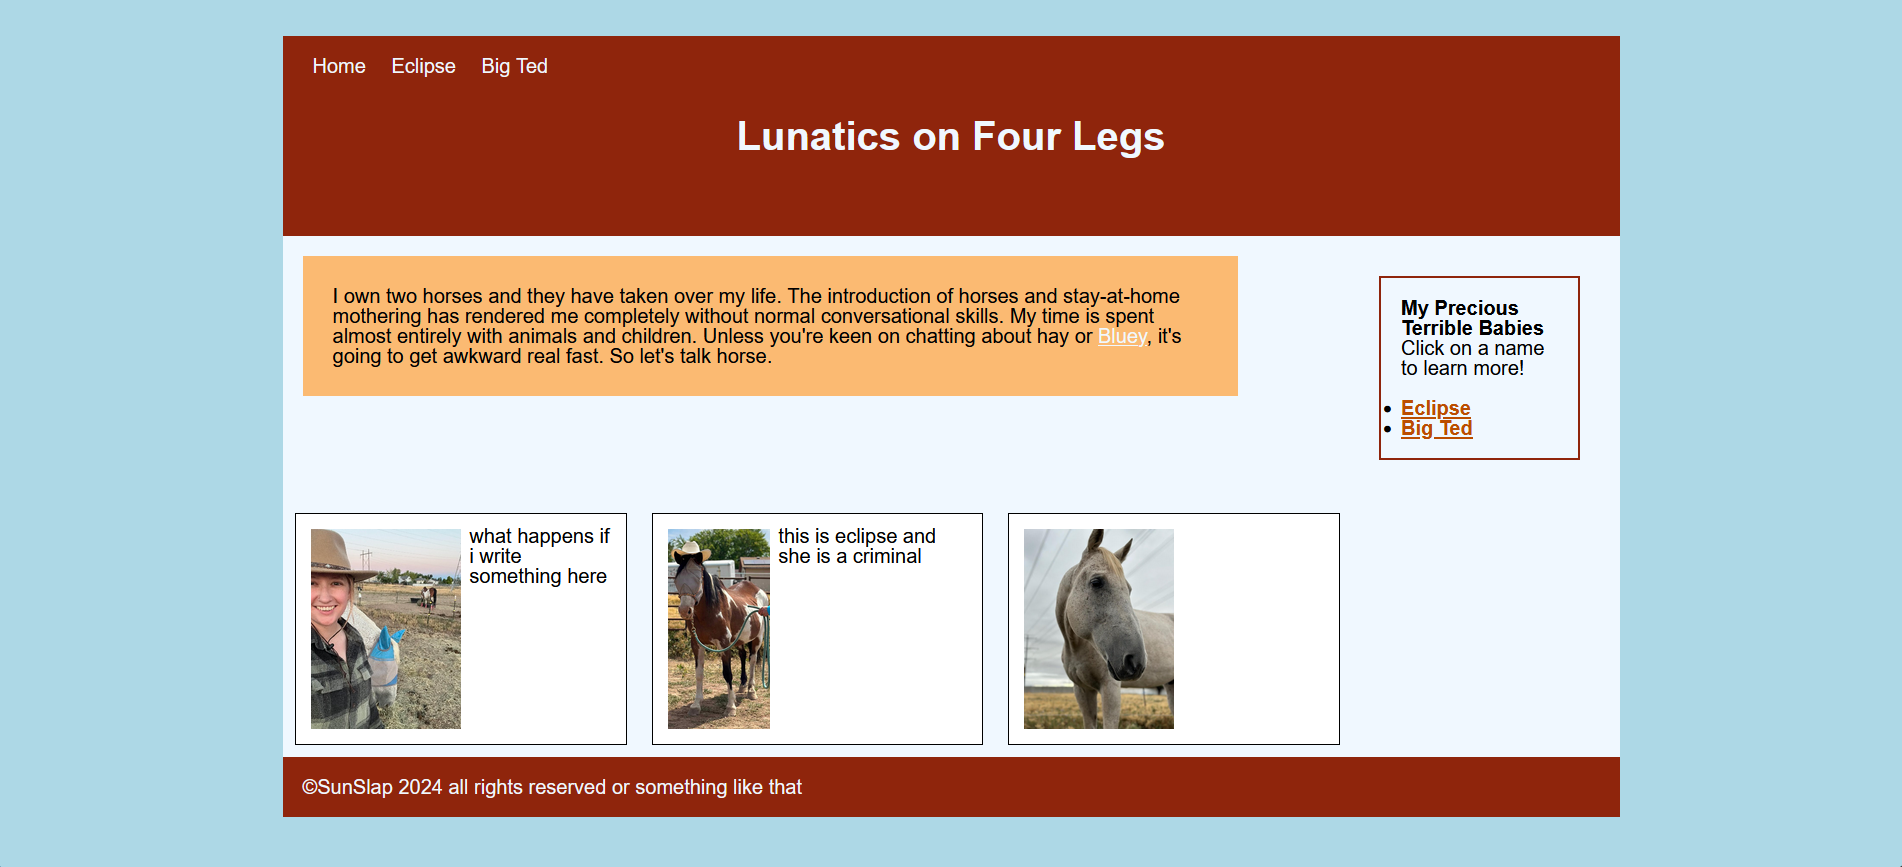 Home Eclipse Big Ted
Lunatics on Four Legs
I own two horses and they have taken over my life. The introduction of horses and stay-at-home
mothering has rendered me completely without normal conversational skills. My time is spent
almost entirely with animals and children. Unless you're keen on chatting about hay or Bluey, it's
going to get awkward real fast. So let's talk horse.
My Precious
Terrible Babies
Click on a name
to learn more!
Eclipse
Big Ted
what happens if
i write
something here
this is eclipse and
she is a criminal
©SunSlap 2024 all rights reserved or something like that